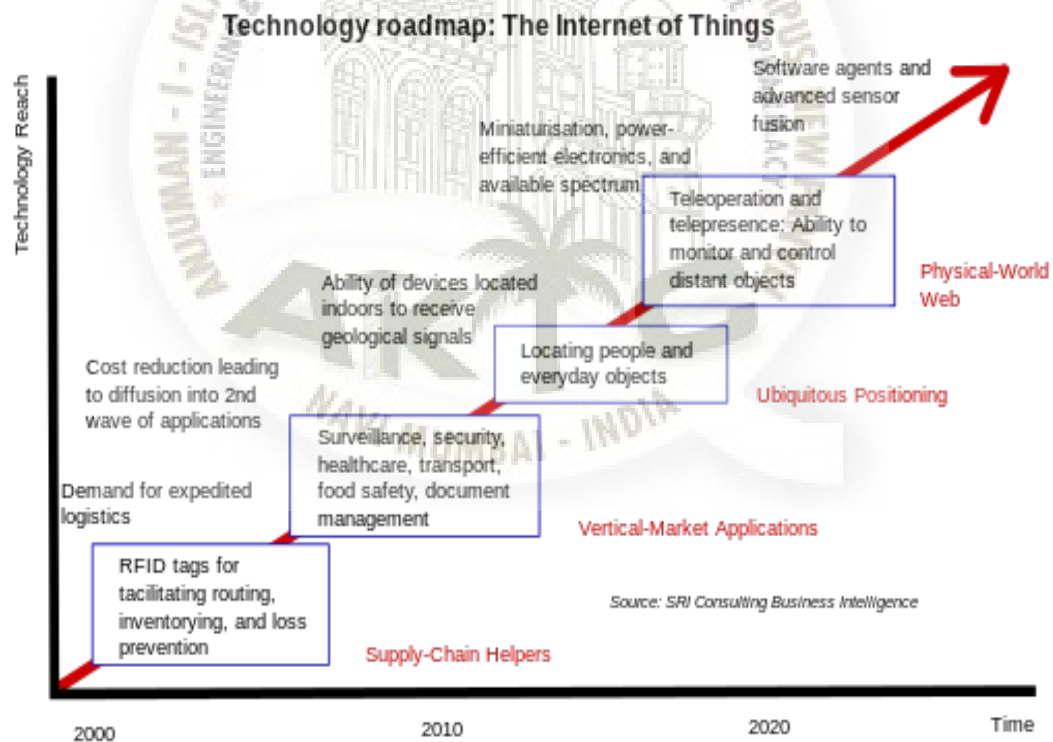 Technology roadmap: The Internet of Things
Technology Reach
Software agents and
advanced sensor
fusion
Miniaturisation, power-
efficient electronics, and
available spectrum
Teleoperation and
telepresence: Ability to
monitor and control
distant objects
Physical-World
Web
Ability of devices located
indoors to receive
geological signals
Locating people and
everyday objects
Ubiquitous Positioning
Cost reduction leading
to diffusion into 2nd
wave of applications
Surveillance, security,
healthcare, transport,
food safety, document
management
Vertical-Market Applications
Demand for expedited
logistics
RFID tags for
tacilitating routing,
inventorying, and loss
prevention
Supply-Chain Helpers
Source: SRI Consulting Business Intelligence
2000
2010
2020
Time
AKTC
NAVI MUMBAI - INDIA